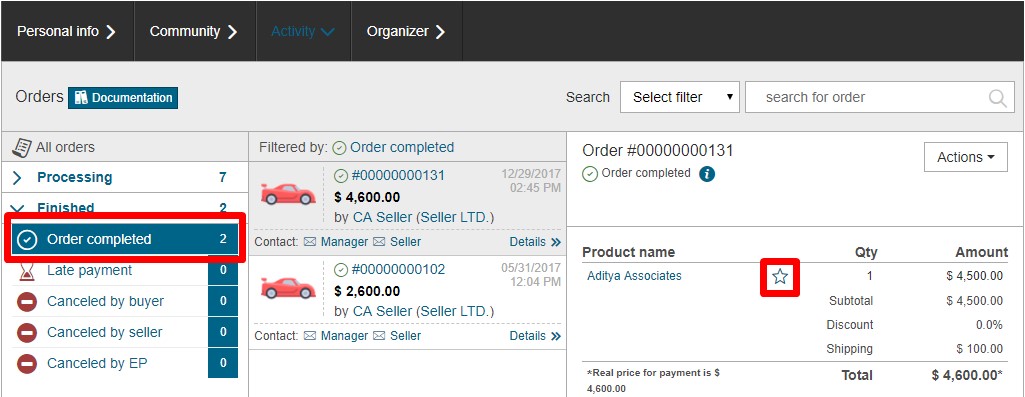 Personal info
Community
Activity
Organizer
Orders
Documentation
Search
Select filter
search for order
All orders
Processing 7
Finished 2
Order completed 2
Late payment 0
Canceled by buyer 0
Canceled by seller 0
Canceled by EP 0
Filtered by: Order completed
#00000000131 12/29/2017
02:45 PM
$ 4,600.00
by CA Seller (Seller LTD.)
Contact: Manager Seller Details »
#00000000102 05/31/2017
12:04 PM
$ 2,600.00
by CA Seller (Seller LTD.)
Contact: Manager Seller Details »
Order #00000000131
Order completed
Actions
Product name Qty Amount
Aditya Associates 1 $ 4,500.00
Subtotal $ 4,500.00
Discount 0.0%
Shipping $ 100.00
*Real price for payment is $
4,600.00
Total $ 4,600.00*